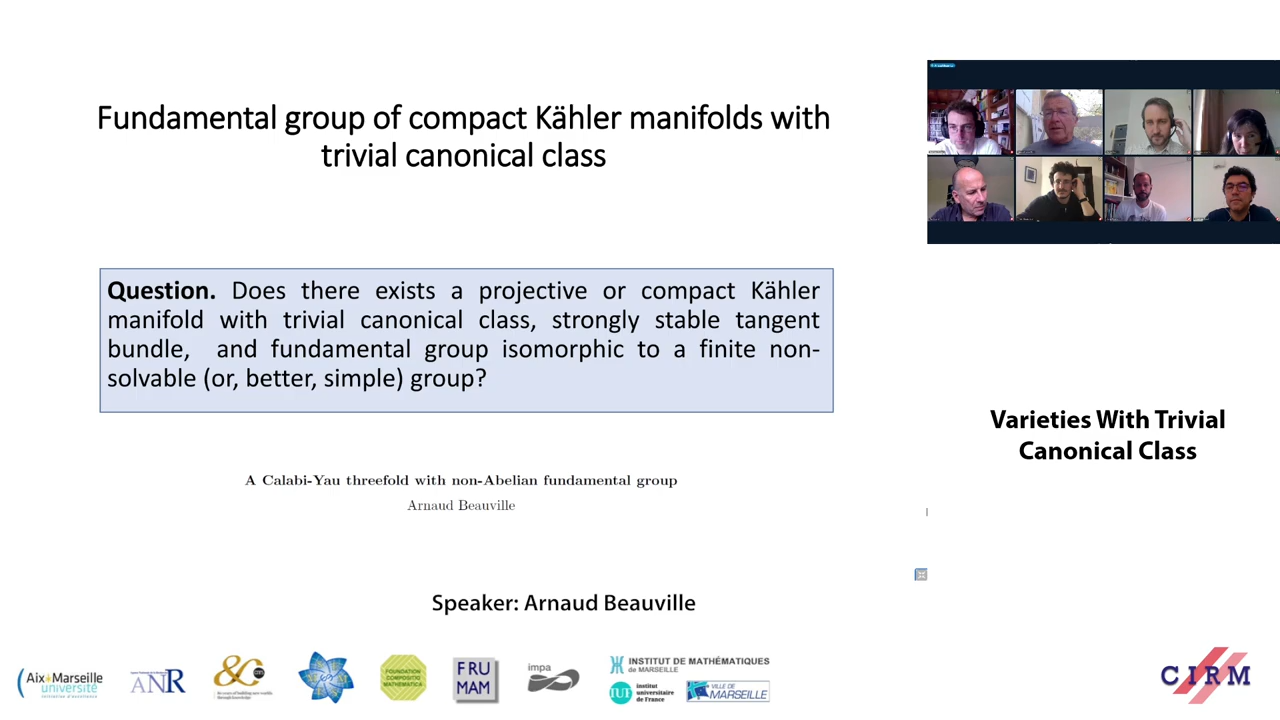 Fundamental group of compact Kähler manifolds with
trivial canonical class
Question. Does there exists a projective or compact Kähler
manifold with trivial canonical class, strongly stable tangent
bundle, and fundamental group isomorphic to a finite non-
solvable (or, better, simple) group?
A Calabi-Yau threefold with non-Abelian fundamental group
Arnaud Beauville
Varieties With Trivial
Canonical Class
Speaker: Arnaud Beauville
Aix*Marseille
université
ANR
&C
FOUNDATION
COMPOSITIO
MATHEMATICA
FRU
MAM
impa
INSTITUT DE MATHÉMATIQUES
de MARSEILLE
IUF
institut
universitaire
de France
VILLE DE
MARSEILLE
CIRM